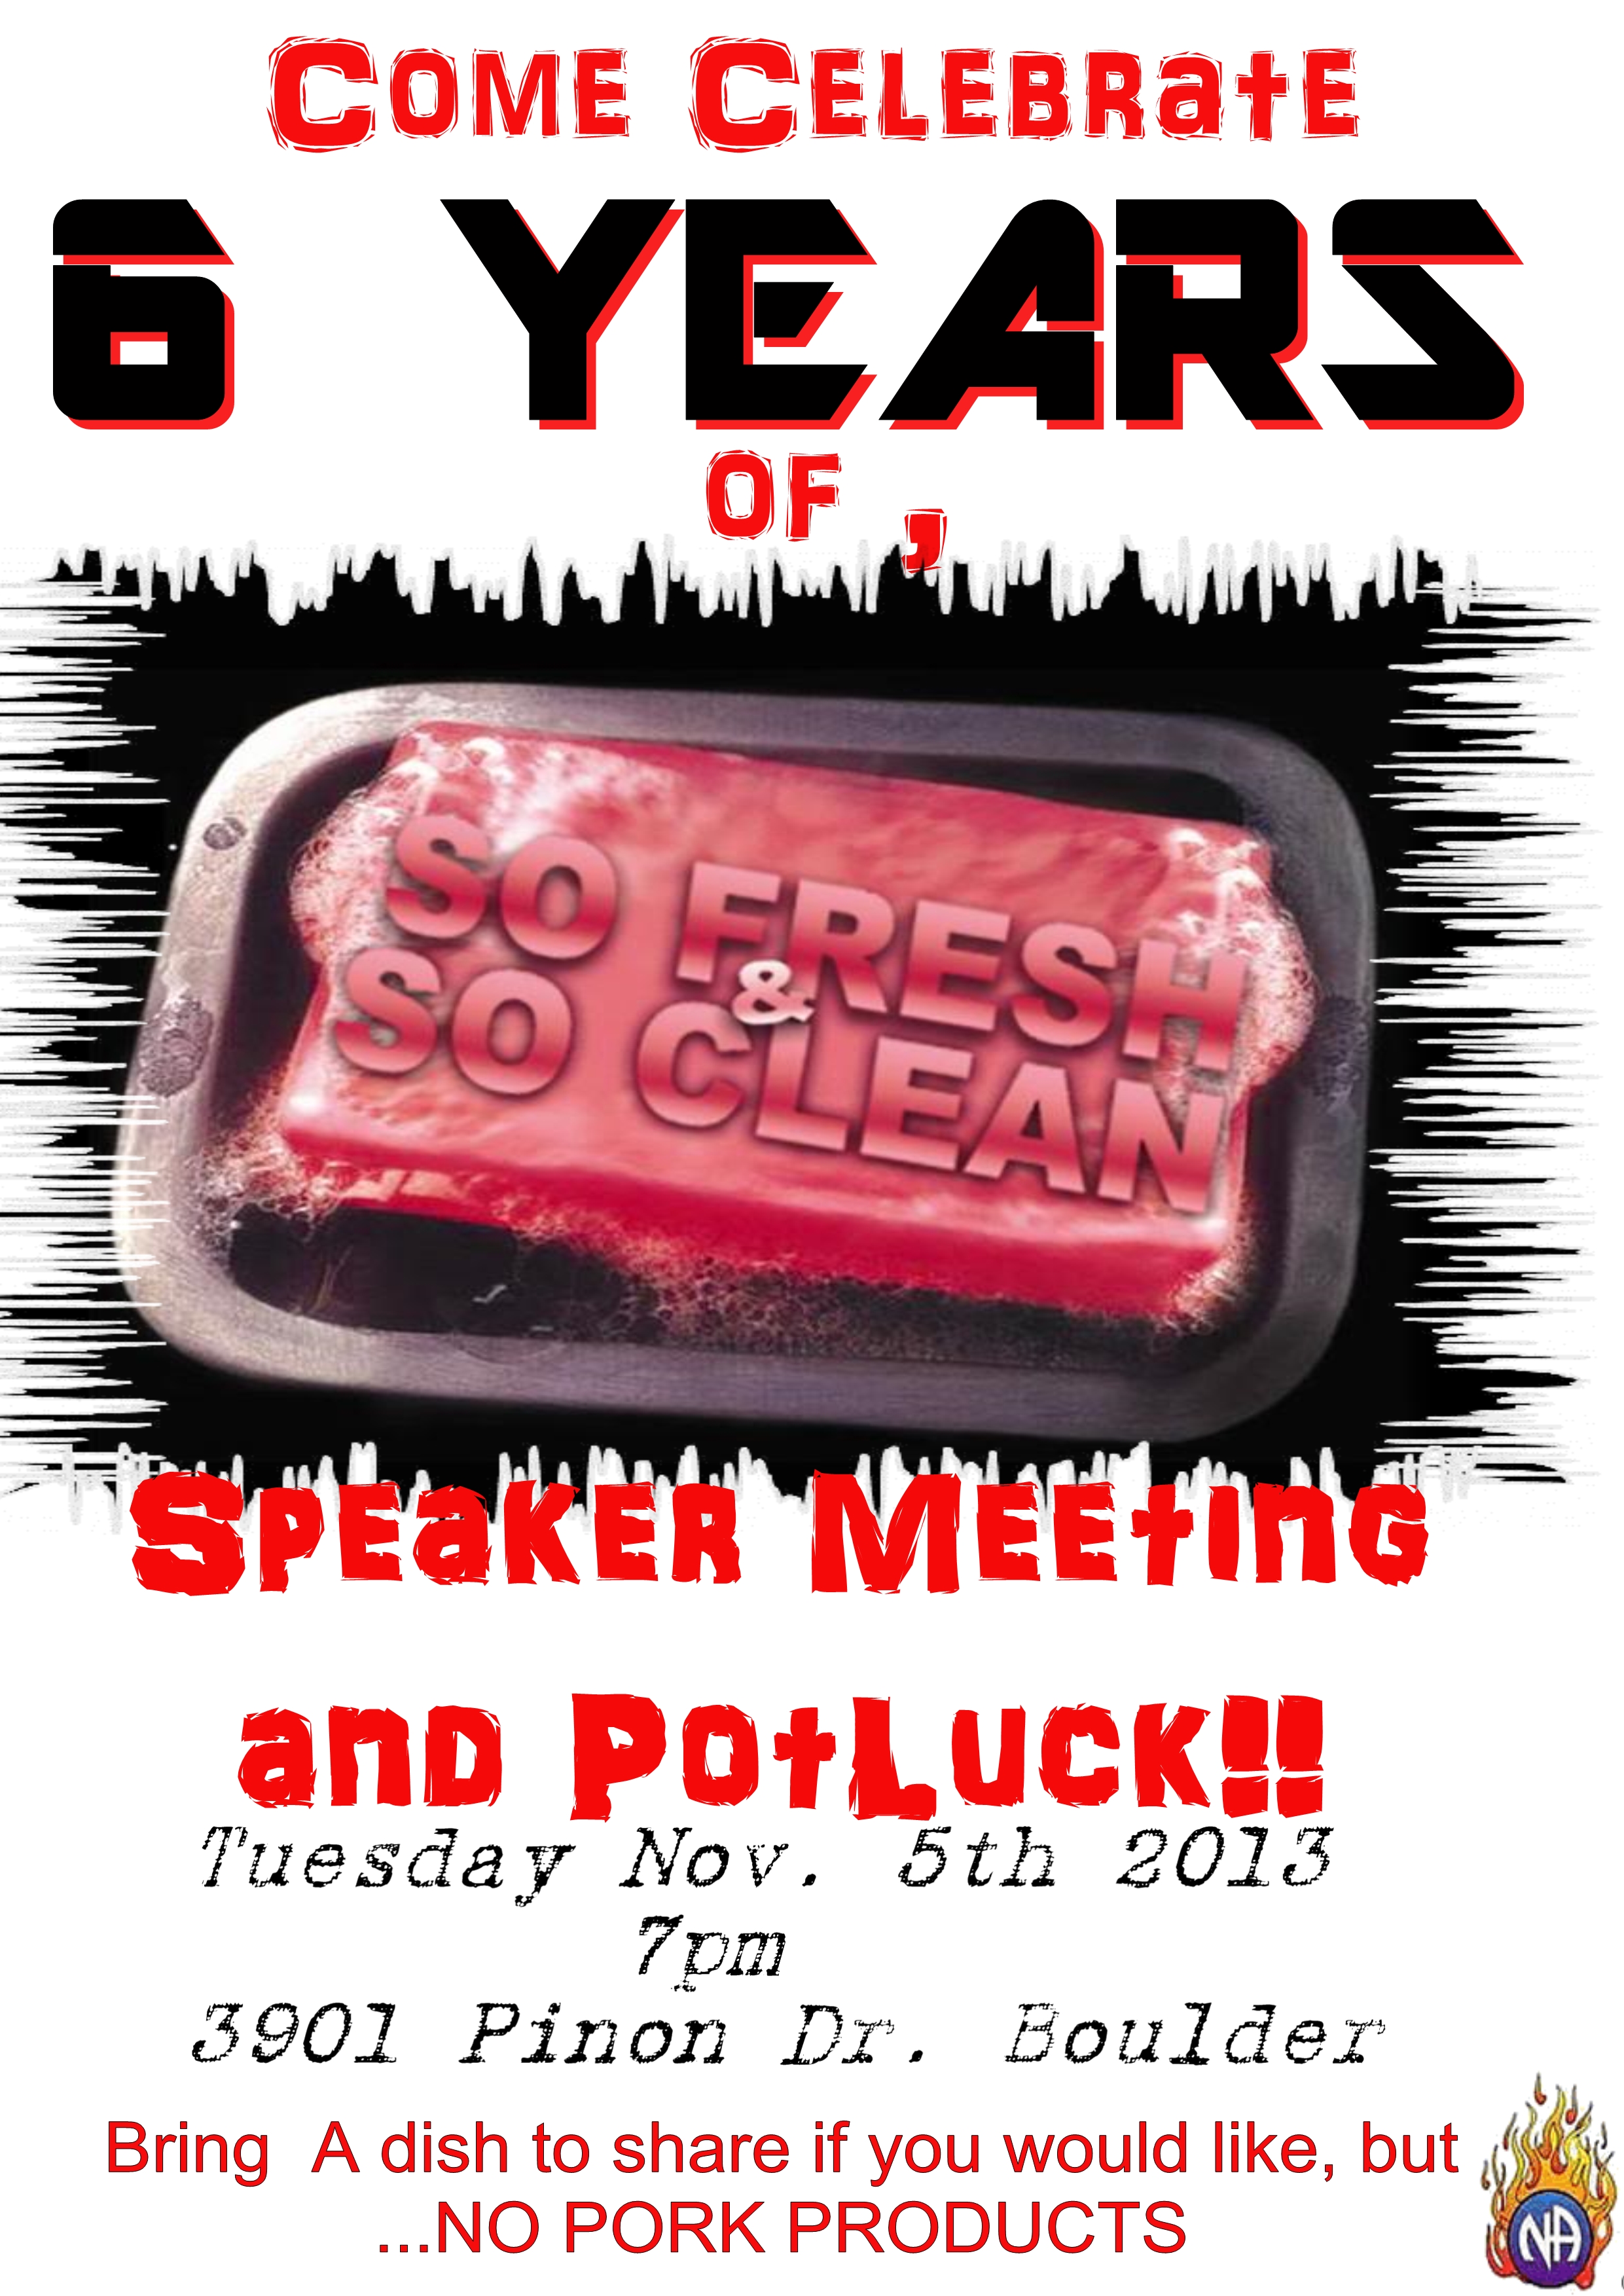 Come Celebrate
6 YEARS
OF ,
SO FRESH
&
SO CLEAN
Speaker Meeting
and PotLuck!!
Tuesday Nov. 5th 2013
7pm
3901 Pinon Dr. Boulder
Bring  A dish to share if you would like, but
...NO PORK PRODUCTS
NA